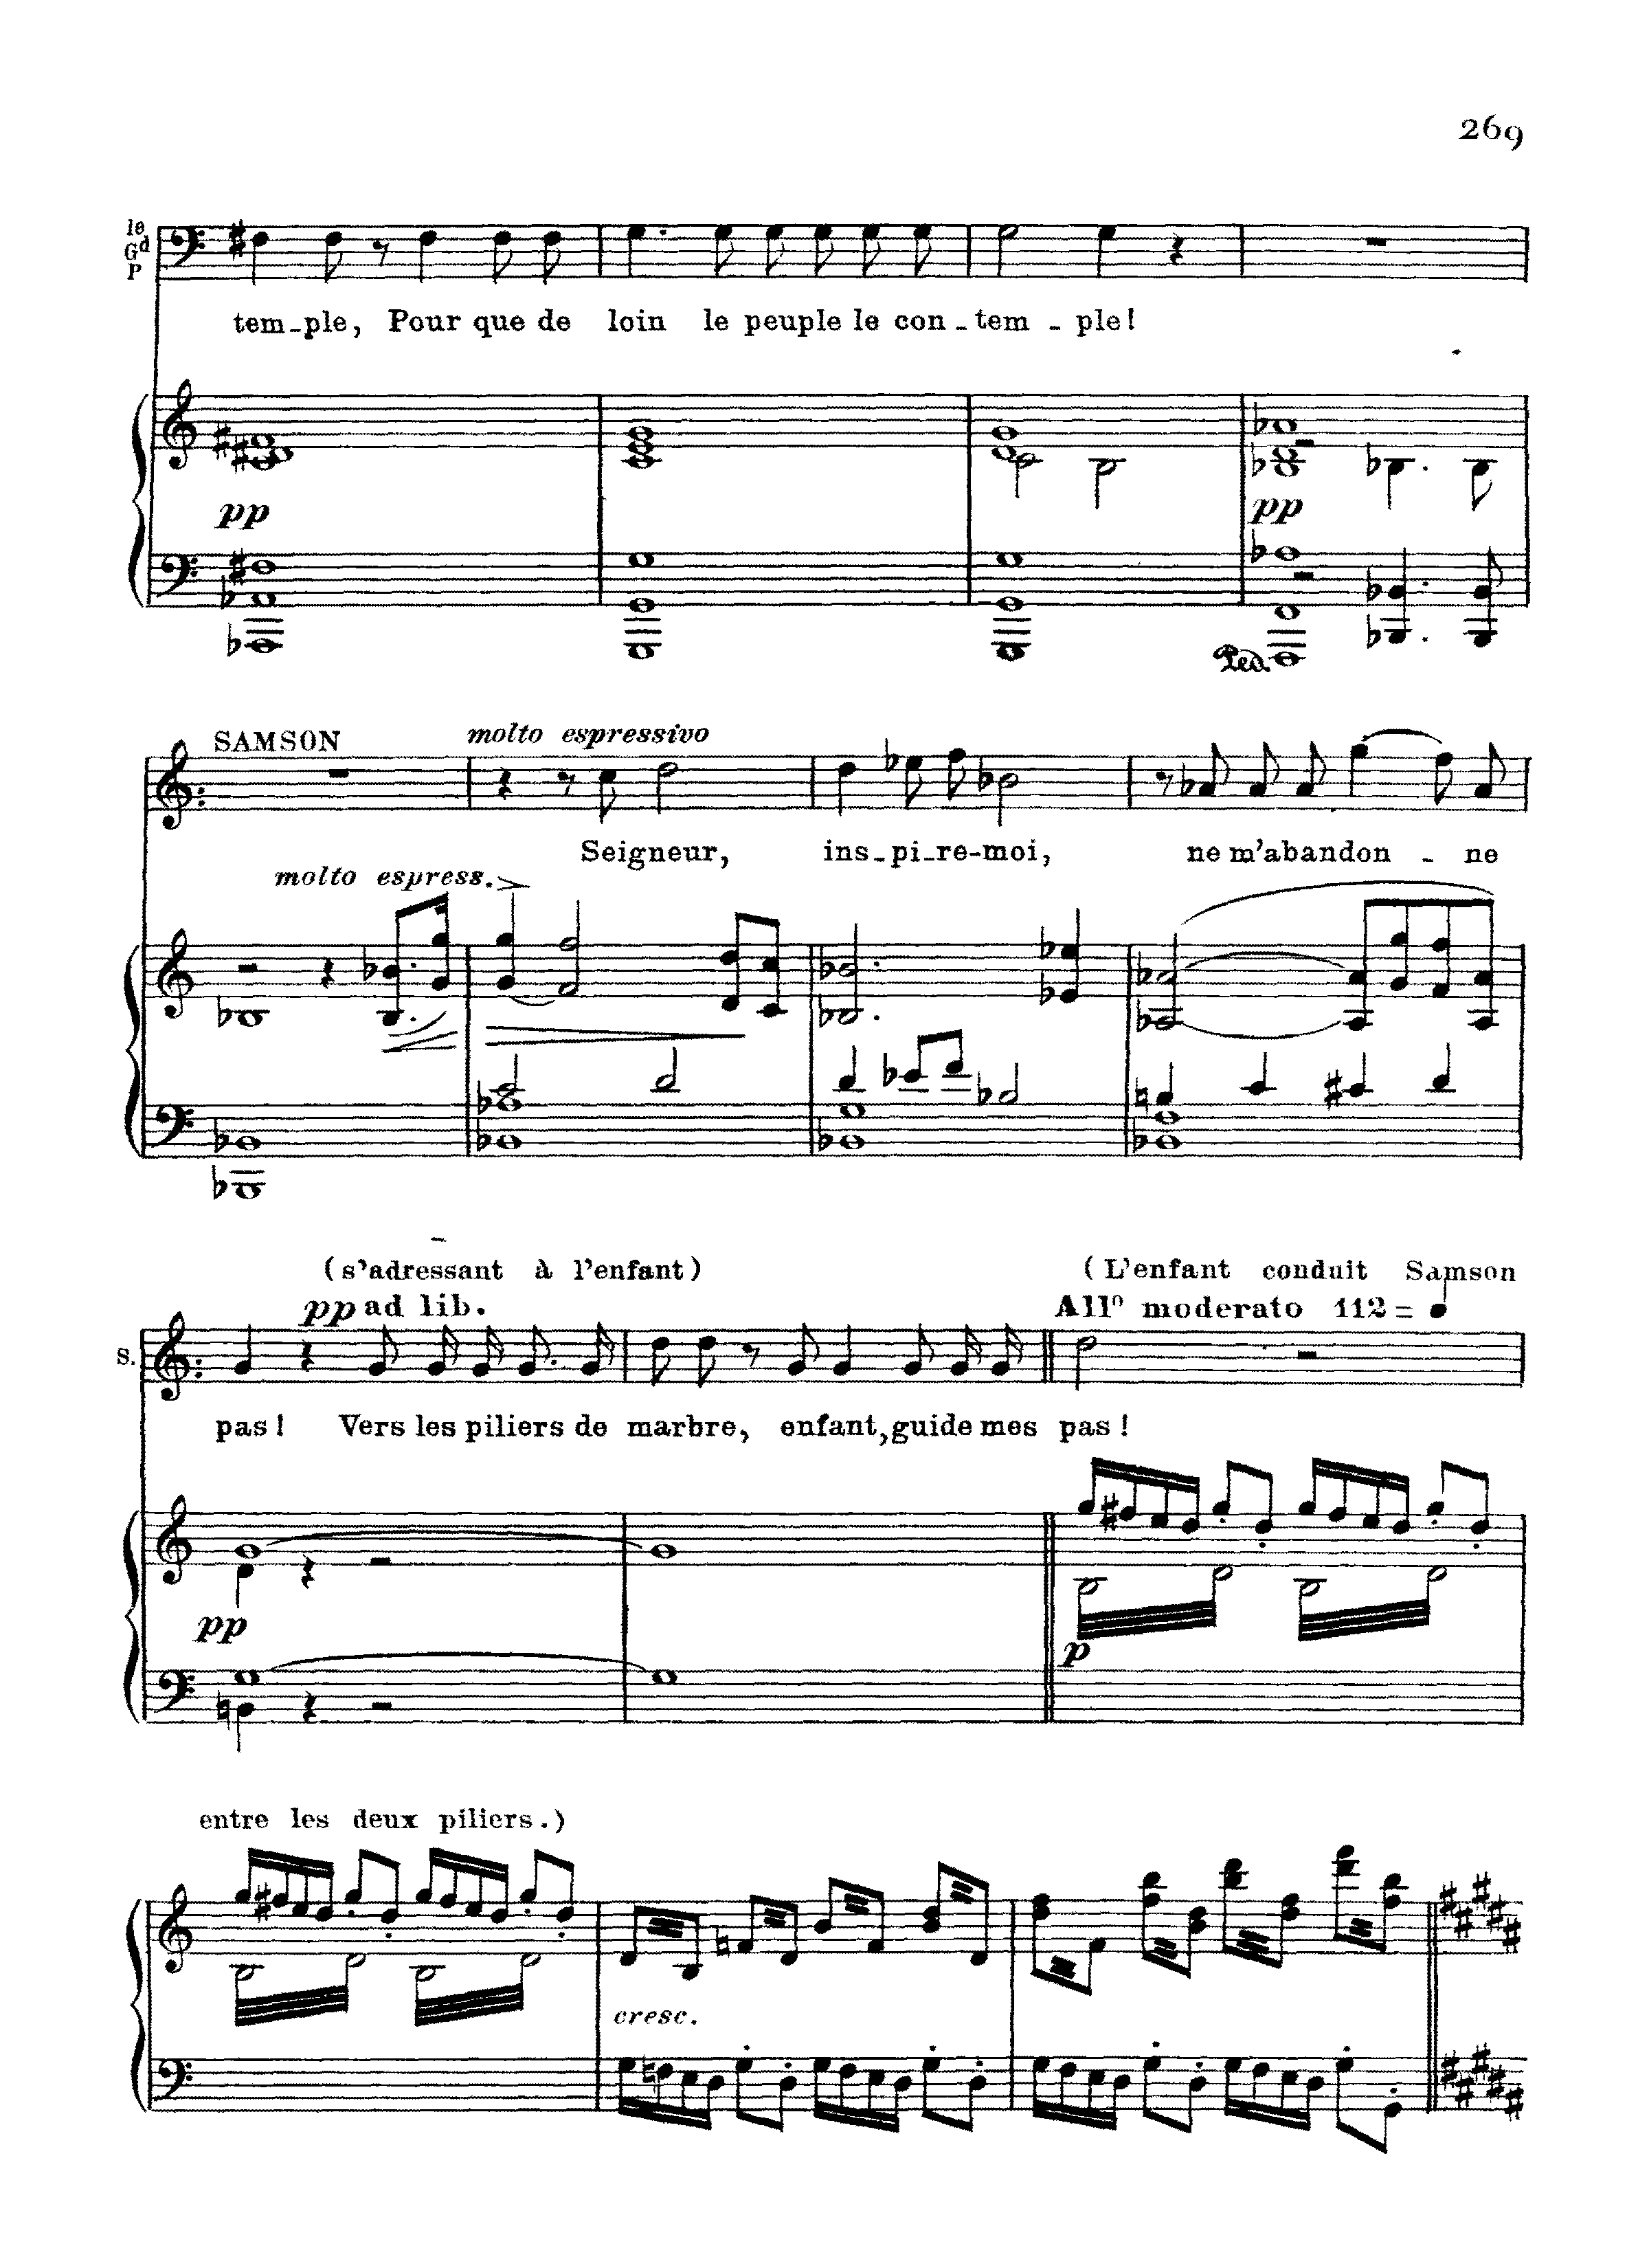 269
le
Gd
P
tem-ple, Pour que de loin le peuple le con-tem-ple!
pp
pp
Ped.
SAMSON
molto espressivo
Seigneur, ins-pi-re-moi, ne m'abandon-ne
molto espress.
(s'adressant à l'enfant)
(L'enfant conduit Samson
pp ad lib.
All° moderato 112 = ♩
S.
pas! Vers les piliers de marbre, enfant, guide mes pas!
pp
p
entre les deux piliers.)
cresc.